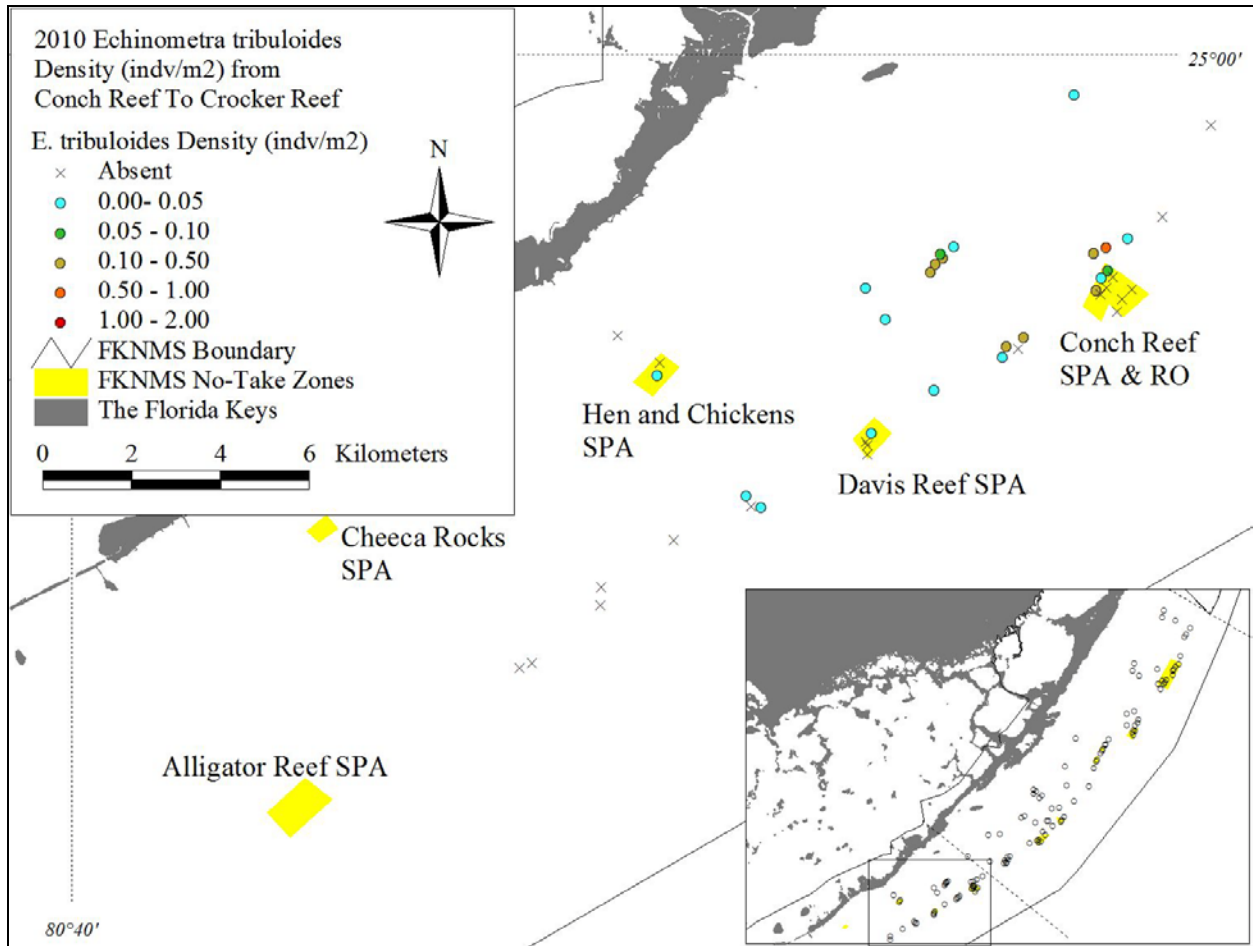 2010 Echinometra tribuloides
Density (indv/m2) from
Conch Reef To Crocker Reef
E. tribuloides Density (indv/m2)
Absent
0.00- 0.05
0.05 - 0.10
0.10 - 0.50
0.50 - 1.00
1.00 - 2.00
FKNMS Boundary
FKNMS No-Take Zones
The Florida Keys
0 2 4 6 Kilometers
N
25°00'
Conch Reef
SPA & RO
Hen and Chickens
SPA
Davis Reef SPA
Cheeca Rocks
SPA
Alligator Reef SPA
80°40'